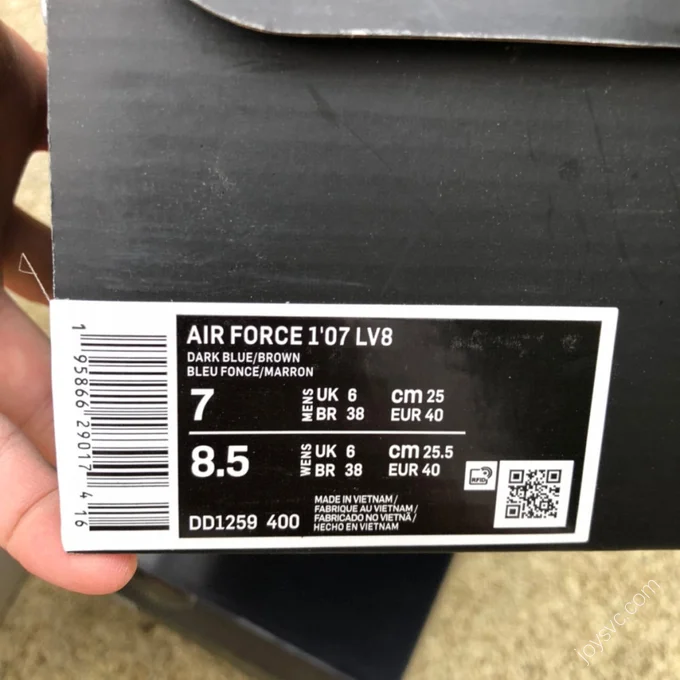 AIR FORCE 1'07 LV8
DARK BLUE/BROWN
BLEU FONCE/MARRON
7 MENS UK 6 cm 25
BR 38 EUR 40
8.5 WENS UK 6 cm 25.5
BR 38 EUR 40
RFID
DD1259 400
MADE IN VIETNAM /
FABRIQUE AU VIETNAM /
FABRICADO NO VIETNÃ /
HECHO EN VIETNAM
1 95866 29017 4 16
joysvc.com